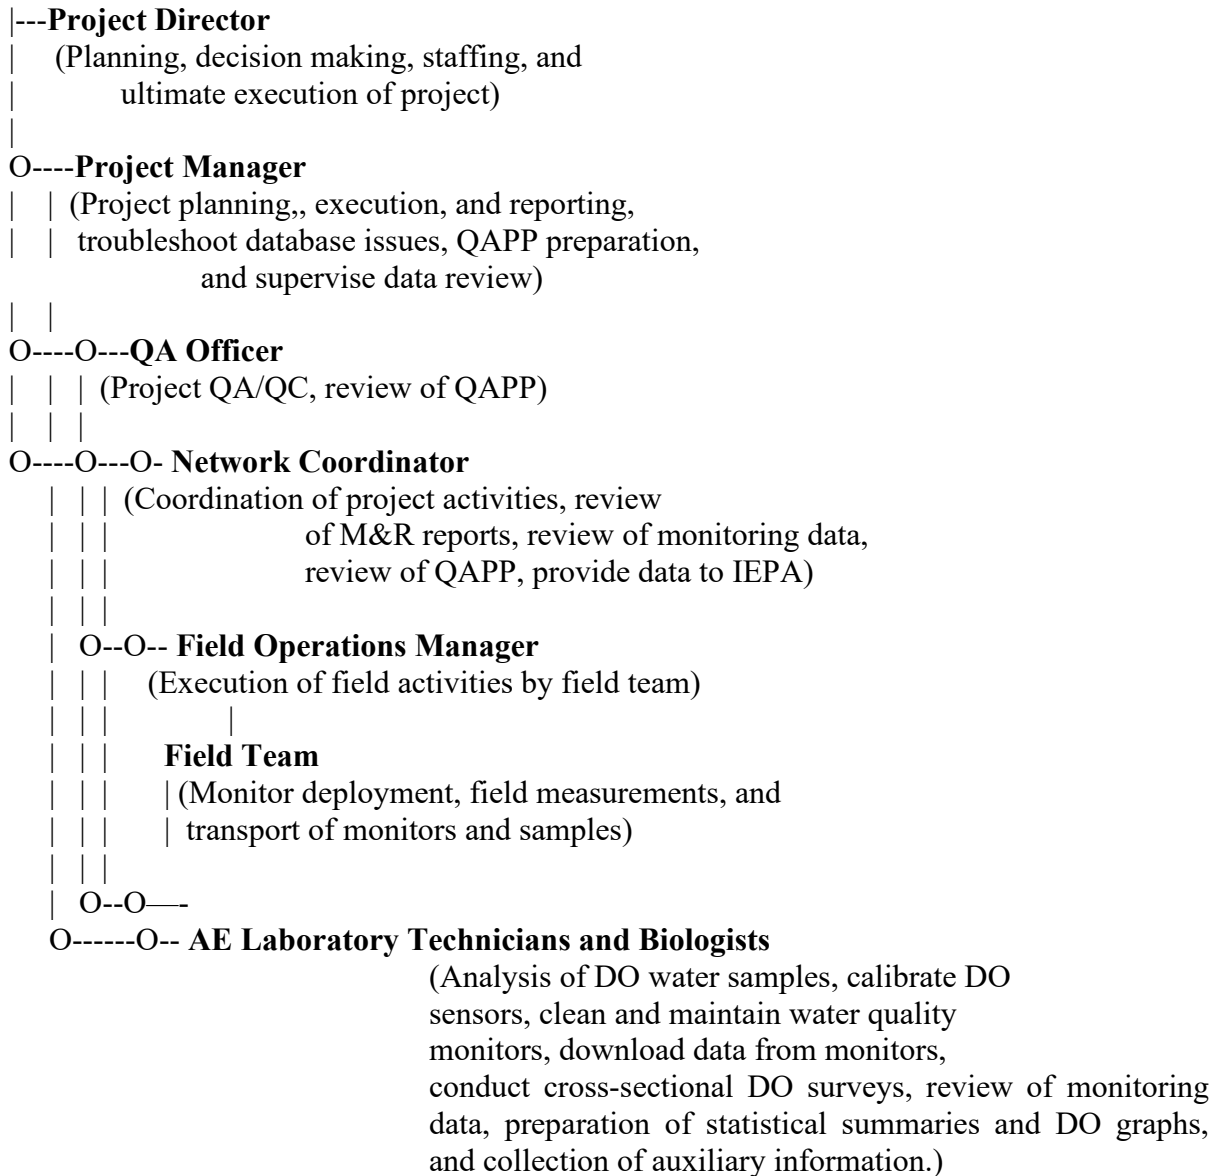 |---Project Director
| (Planning, decision making, staffing, and
| ultimate execution of project)
|
O----Project Manager
| | (Project planning,, execution, and reporting,
| | troubleshoot database issues, QAPP preparation,
and supervise data review)
| |
O----O---QA Officer
| | | (Project QA/QC, review of QAPP)
| | |
O----O---O- Network Coordinator
| | | (Coordination of project activities, review
| | | of M&R reports, review of monitoring data,
| | | review of QAPP, provide data to IEPA)
| | |
| O--O-- Field Operations Manager
| | | (Execution of field activities by field team)
| | | |
| | | Field Team
| | | | (Monitor deployment, field measurements, and
| | | | transport of monitors and samples)
| | |
| O--O—-
O------O-- AE Laboratory Technicians and Biologists
(Analysis of DO water samples, calibrate DO
sensors, clean and maintain water quality
monitors, download data from monitors,
conduct cross-sectional DO surveys, review of monitoring
data, preparation of statistical summaries and DO graphs,
and collection of auxiliary information.)